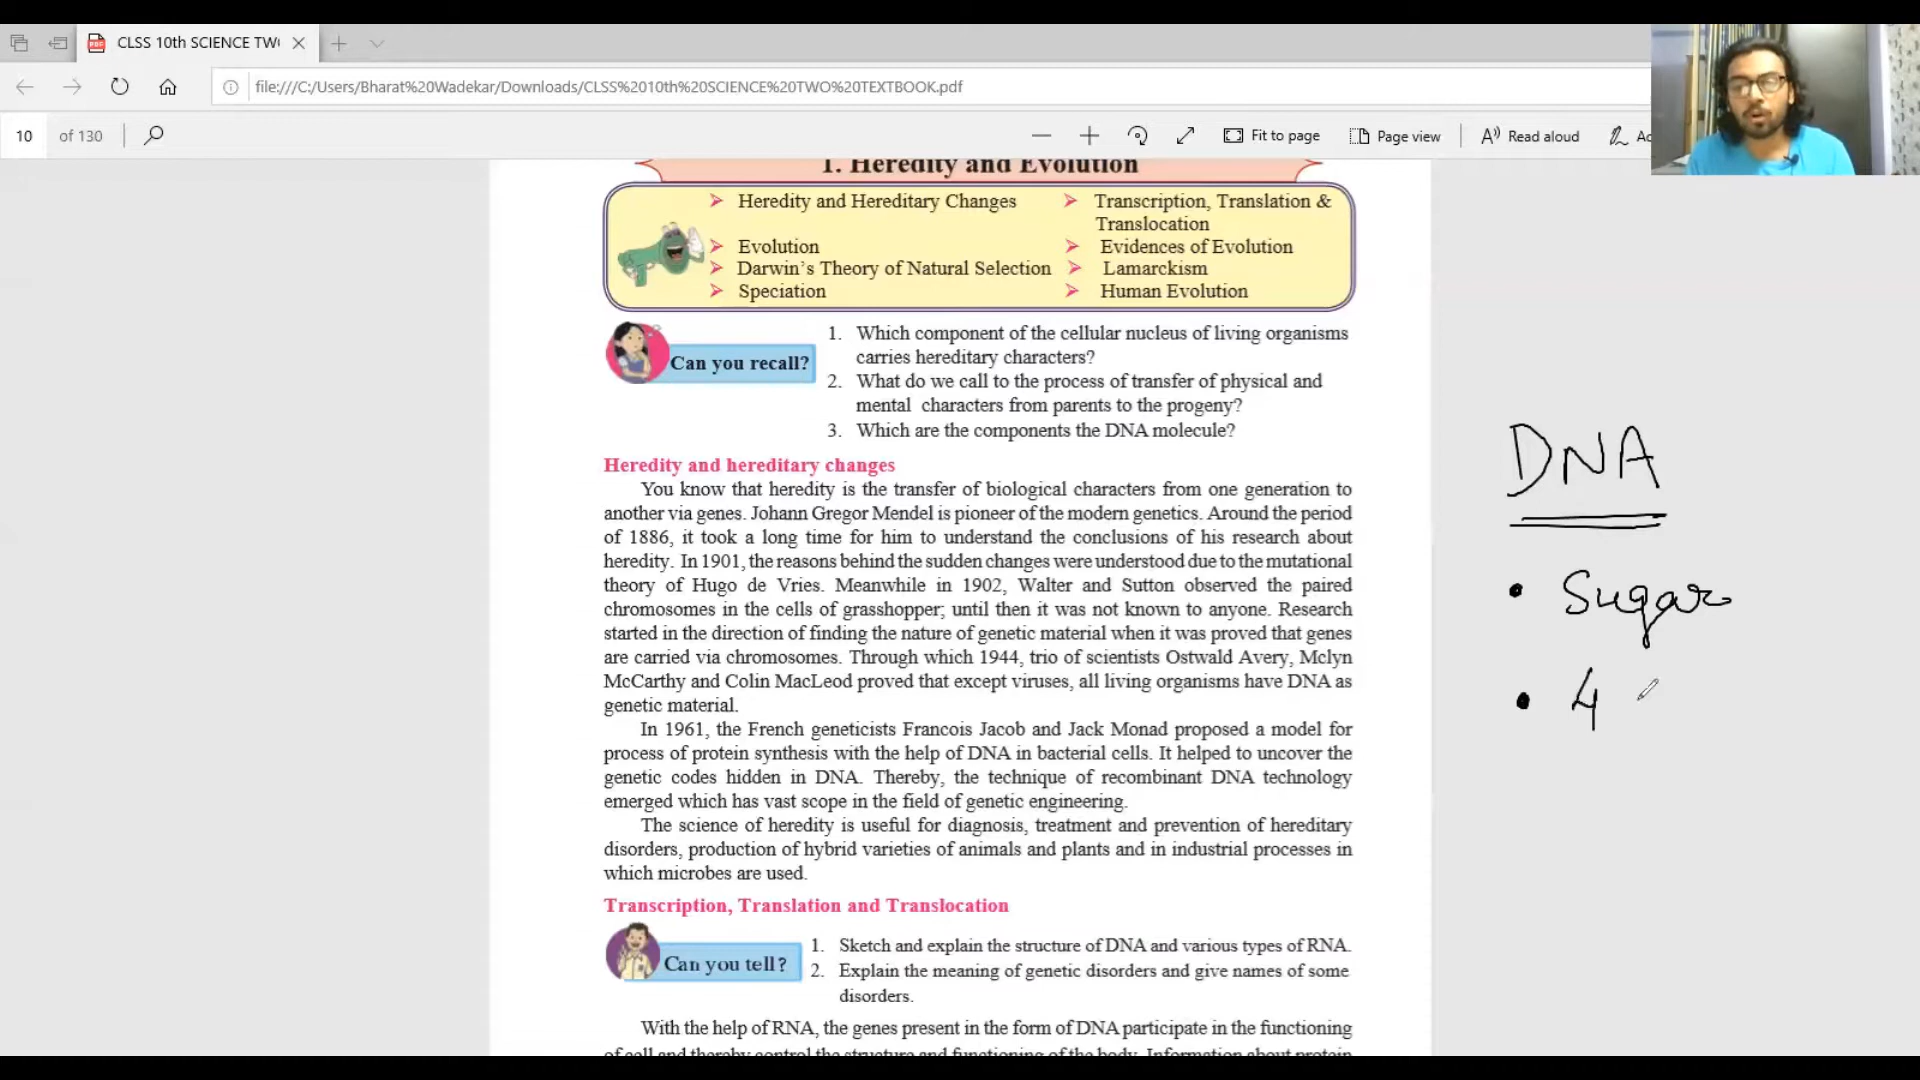 CLSS 10th SCIENCE TW
file:///C:/Users/Bharat%20Wadekar/Downloads/CLSS%2010th%20SCIENCE%20TWO%20TEXTBOOK.pdf
10 of 130
Fit to page
Page view
Read aloud
1. Heredity and Evolution
Heredity and Hereditary Changes
Transcription, Translation &
Translocation
Evolution
Evidences of Evolution
Darwin's Theory of Natural Selection
Lamarckism
Speciation
Human Evolution
Can you recall?
1. Which component of the cellular nucleus of living organisms
carries hereditary characters?
2. What do we call to the process of transfer of physical and
mental characters from parents to the progeny?
3. Which are the components the DNA molecule?
Heredity and hereditary changes
You know that heredity is the transfer of biological characters from one generation to
another via genes. Johann Gregor Mendel is pioneer of the modern genetics. Around the period
of 1886, it took a long time for him to understand the conclusions of his research about
heredity. In 1901, the reasons behind the sudden changes were understood due to the mutational
theory of Hugo de Vries. Meanwhile in 1902, Walter and Sutton observed the paired
chromosomes in the cells of grasshopper; until then it was not known to anyone. Research
started in the direction of finding the nature of genetic material when it was proved that genes
are carried via chromosomes. Through which 1944, trio of scientists Ostwald Avery, Mclyn
McCarthy and Colin MacLeod proved that except viruses, all living organisms have DNA as
genetic material.
In 1961, the French geneticists Francois Jacob and Jack Monad proposed a model for
process of protein synthesis with the help of DNA in bacterial cells. It helped to uncover the
genetic codes hidden in DNA. Thereby, the technique of recombinant DNA technology
emerged which has vast scope in the field of genetic engineering.
The science of heredity is useful for diagnosis, treatment and prevention of hereditary
disorders, production of hybrid varieties of animals and plants and in industrial processes in
which microbes are used.
Transcription, Translation and Translocation
Can you tell?
1. Sketch and explain the structure of DNA and various types of RNA.
2. Explain the meaning of genetic disorders and give names of some
disorders.
With the help of RNA, the genes present in the form of DNA participate in the functioning
of cell and thereby control the structure and functioning of the body. Information about protein
DNA
• Sugar
• 4